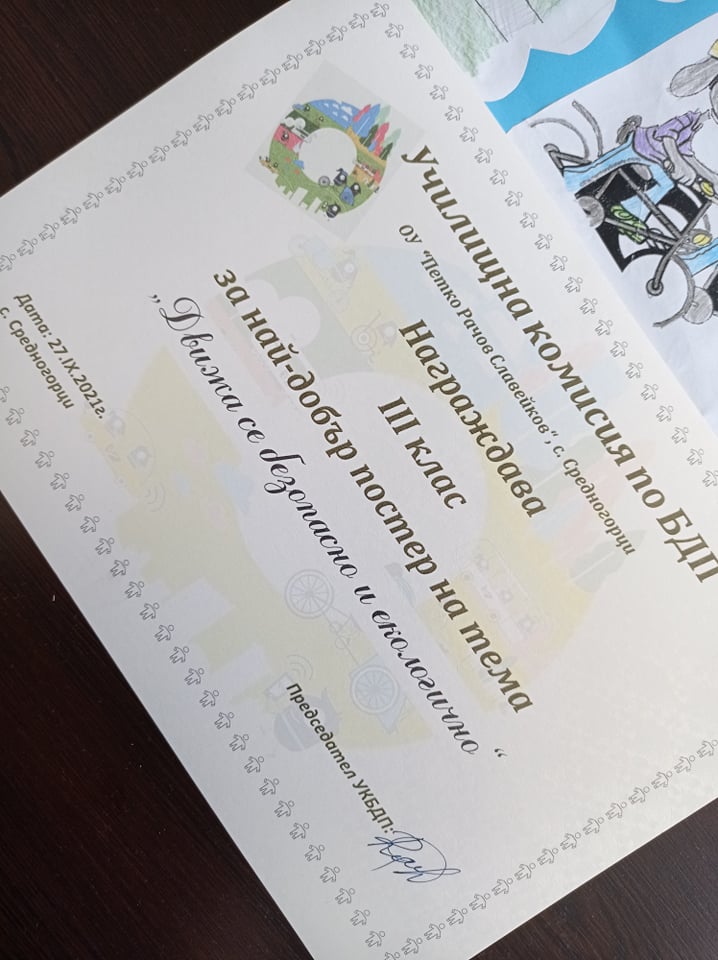 Училищна комисия по БДП
ОУ "Петко Рачов Славейков", с. Средногорци
Награждава
III клас
за най-добър постер на тема
„Движа се безопасно и екологично “
Дата: 27.IX.2021г.
с. Средногорци
Председател УКБДП: